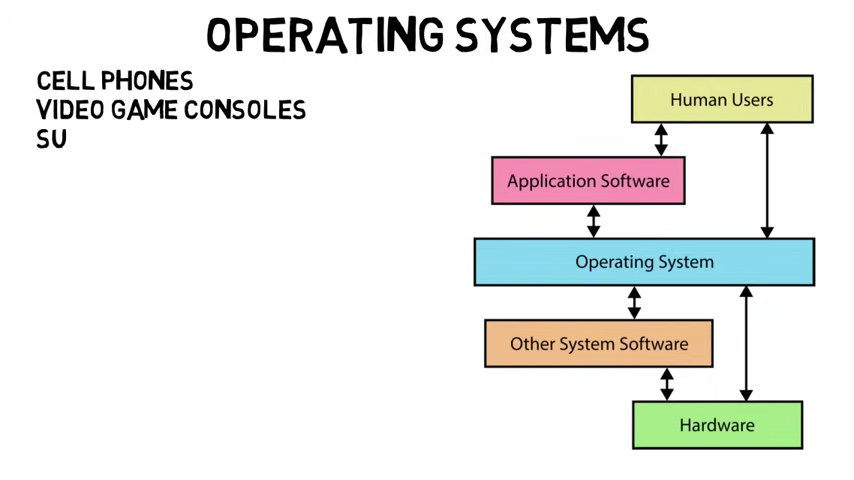 OPERATING SYSTEMS
CELL PHONES
VIDEO GAME CONSOLES
SU
Human Users
Application Software
Operating System
Other System Software
Hardware